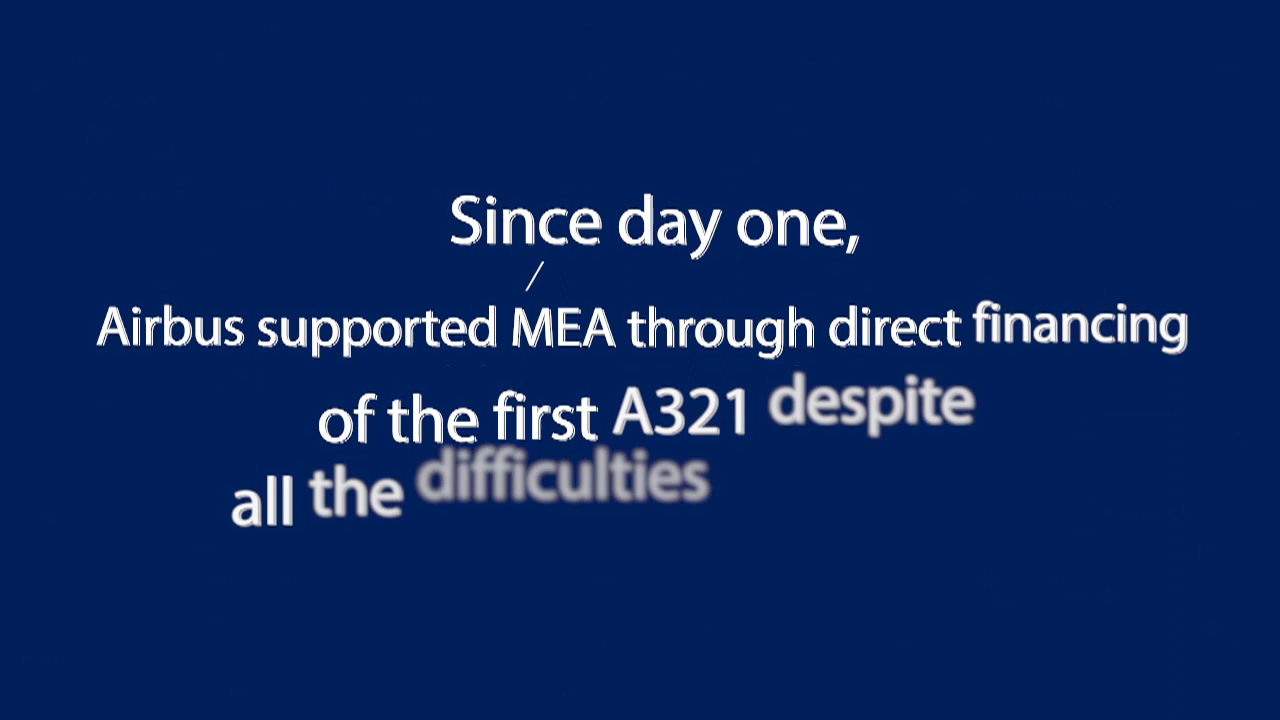 Since day one,
Airbus supported MEA through direct financing
of the first A321 despite
all the difficulties